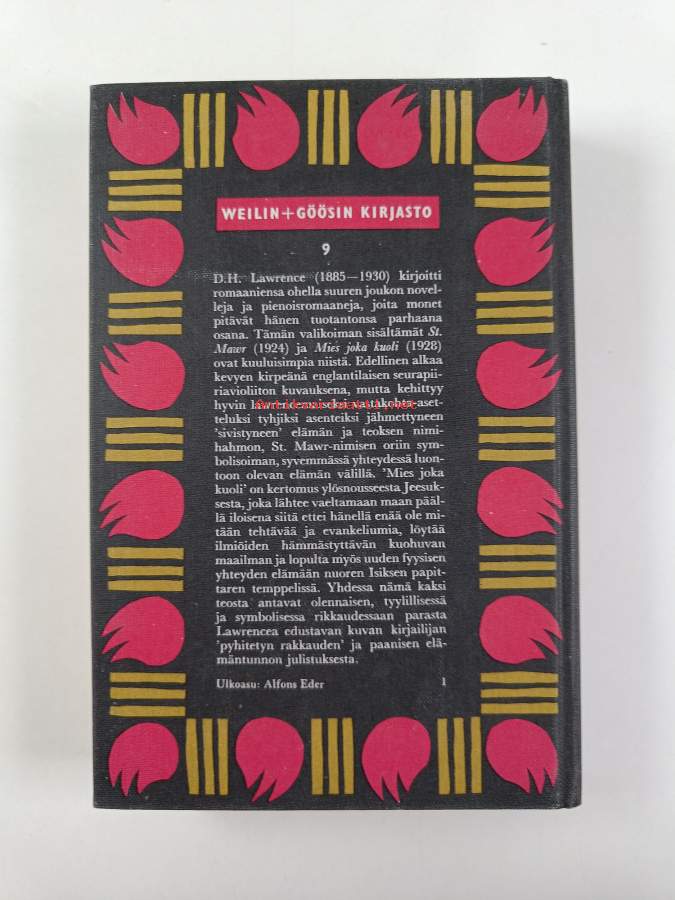 WEILIN+GÖÖSIN KIRJASTO
9
D.H. Lawrence (1885—1930) kirjoitti
romaaniensa ohella suuren joukon novel-
leja ja pienoisromaaneja, joita monet
pitävät hänen tuotantonsa parhaana
osana. Tämän valikoiman sisältämät St.
Mawr (1924) ja Mies joka kuoli (1928)
ovat kuuluisimpia niistä. Edellinen alkaa
kevyen kirpeänä englantilaisen seurapii-
riavioliiton kuvauksena, mutta kehittyy
hyvin lawrencemaiseksi vastakohta-aset-
Antikvariaatti.net
teluksi tyhjiksi asenteiksi jähmettyneen
'sivistyneen' elämän ja teoksen nimi-
hahmon, St. Mawr-nimisen oriin sym-
bolisoiman, syvemmässä yhteydessä luon-
toon olevan elämän välillä. 'Mies joka
kuoli' on kertomus ylösnousseesta Jeesuk-
sesta, joka lähtee vaeltamaan maan pääl-
lä iloisena siitä ettei hänellä enää ole mi-
tään tehtävää ja evankeliumia, löytää
ilmiöiden hämmästyttävän kuohuvan
maailman ja lopulta myös uuden fyysisen
yhteyden elämään nuoren Isiksen papit-
taren temppelissä. Yhdessa nämä kaksi
teosta antavat olennaisen, tyylillisessä
ja symbolisessa rikkaudessaan parasta
Lawrencea edustavan kuvan kirjailijan
'pyhitetyn rakkauden' ja paanisen elä-
mäntunnon julistuksesta.
Ulkoasu: Alfons Eder 1